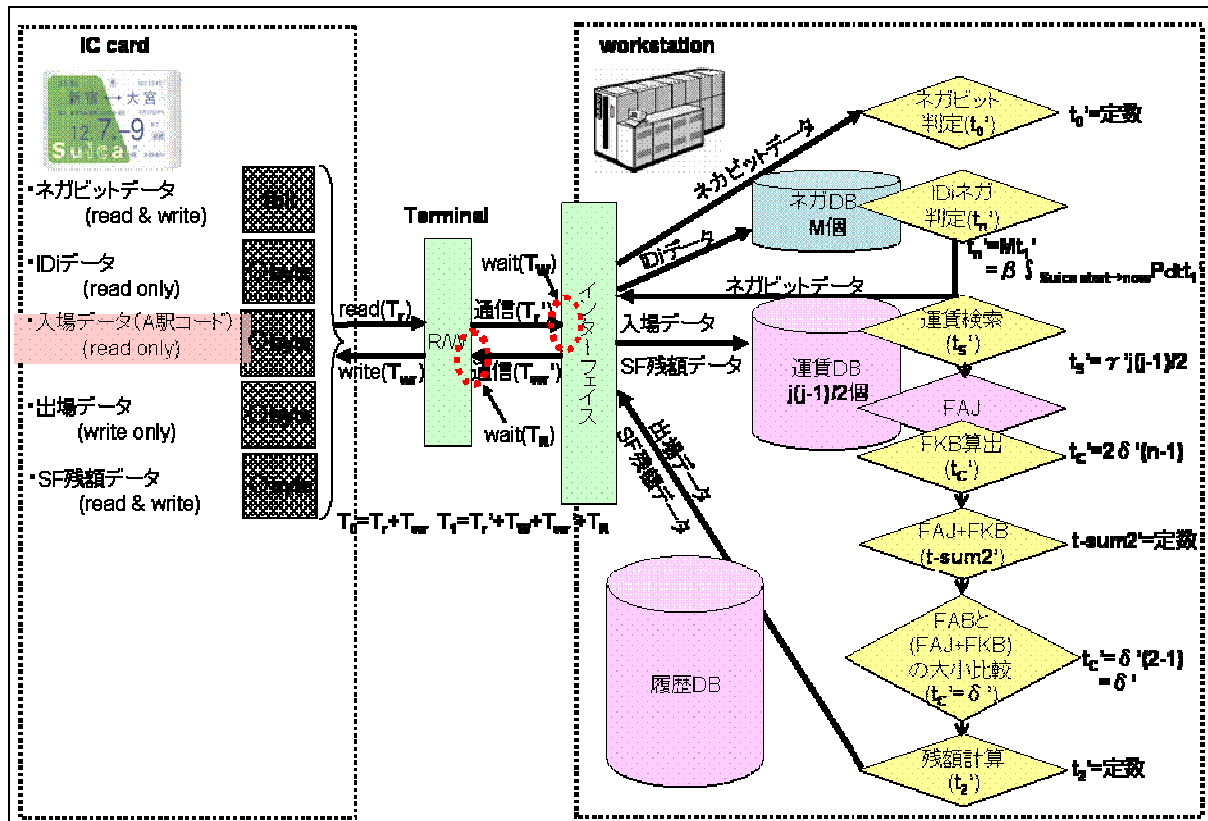 IC card
新宿↔大宮
12.7.-9
Suica
・ネガビットデータ
(read & write)
・IDiデータ
(read only)
・入場データ(A駅コード)
(read only)
・出場データ
(write only)
・SF残額データ
(read & write)
read(Tr)
write(Twr)
Terminal
R/W
wait(TW)
通信(Tr')
通信(Twr')
wait(TR)
T0=Tr+Twr T1=Tr'+TW+Twr'+TR
インターフェイス
workstation
ネガビットデータ
IDiデータ
ネガビットデータ
入場データ
SF残額データ
出場データ
SF残額データ
ネガDB
M個
運賃DB
j(j-1)/2個
履歴DB
ネガビット
判定(t0')
t0'=定数
IDiネガ
判定(tn')
tn'=Mt1'
=β∫Suica start→now Pdtt1'
運賃検索
(ts')
ts'=γ'j(j-1)/2
FAJ
FKB算出
(tc')
tc'=2δ'(n-1)
FAJ+FKB
(t-sum2')
t-sum2'=定数
FABと
(FAJ+FKB)
の大小比較
(tc'=δ')
tc'=δ'(2-1)
=δ'
残額計算
(t2')
t2'=定数